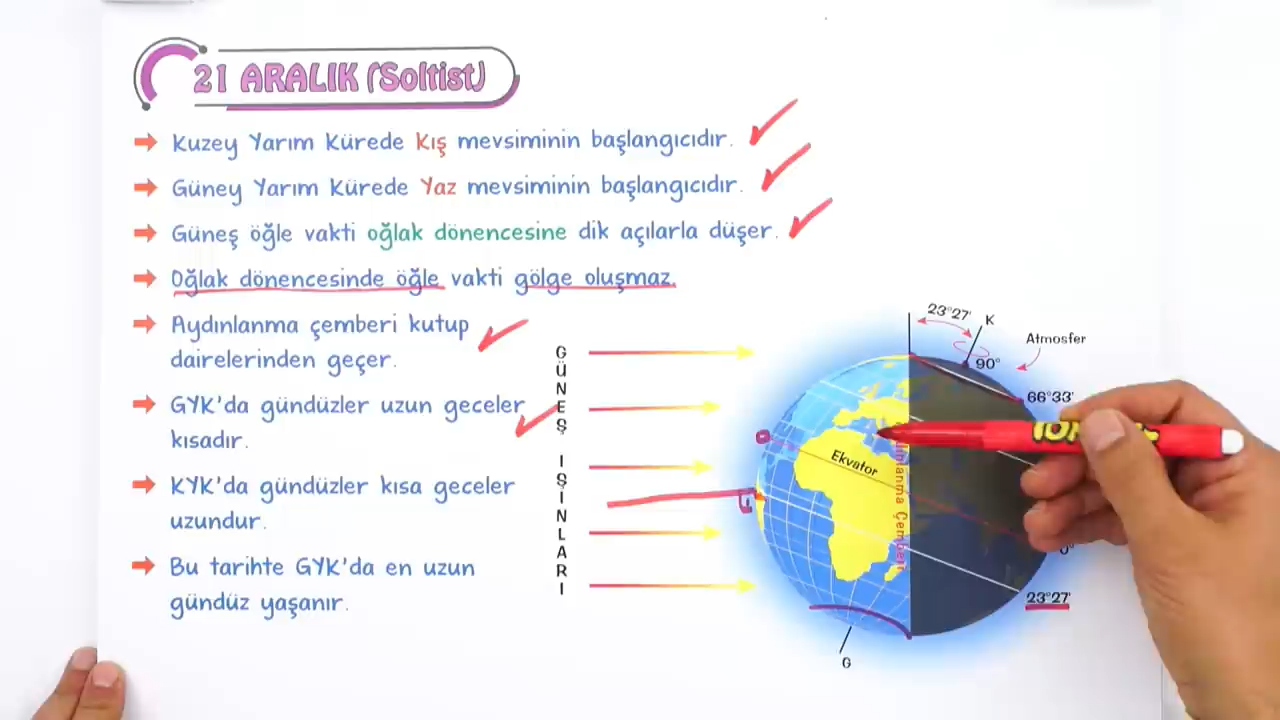 21 ARALIK (Soltist)
Kuzey Yarım Kürede Kış mevsiminin başlangıcıdır.
Güney Yarım Kürede Yaz mevsiminin başlangıcıdır.
Güneş öğle vakti oğlak dönencesine dik açılarla düşer.
Oğlak dönencesinde öğle vakti gölge oluşmaz.
Aydınlanma çemberi kutup
dairelerinden geçer.
GYK'da gündüzler uzun geceler
kısadır.
KYK'da gündüzler kısa geceler
uzundur.
Bu tarihte GYK'da en uzun
gündüz yaşanır.
GÜNEŞ IŞINLARI
23°27'
K
Atmosfer
90°
66°33'
Ekvator
Çember
0°
23°27'
G